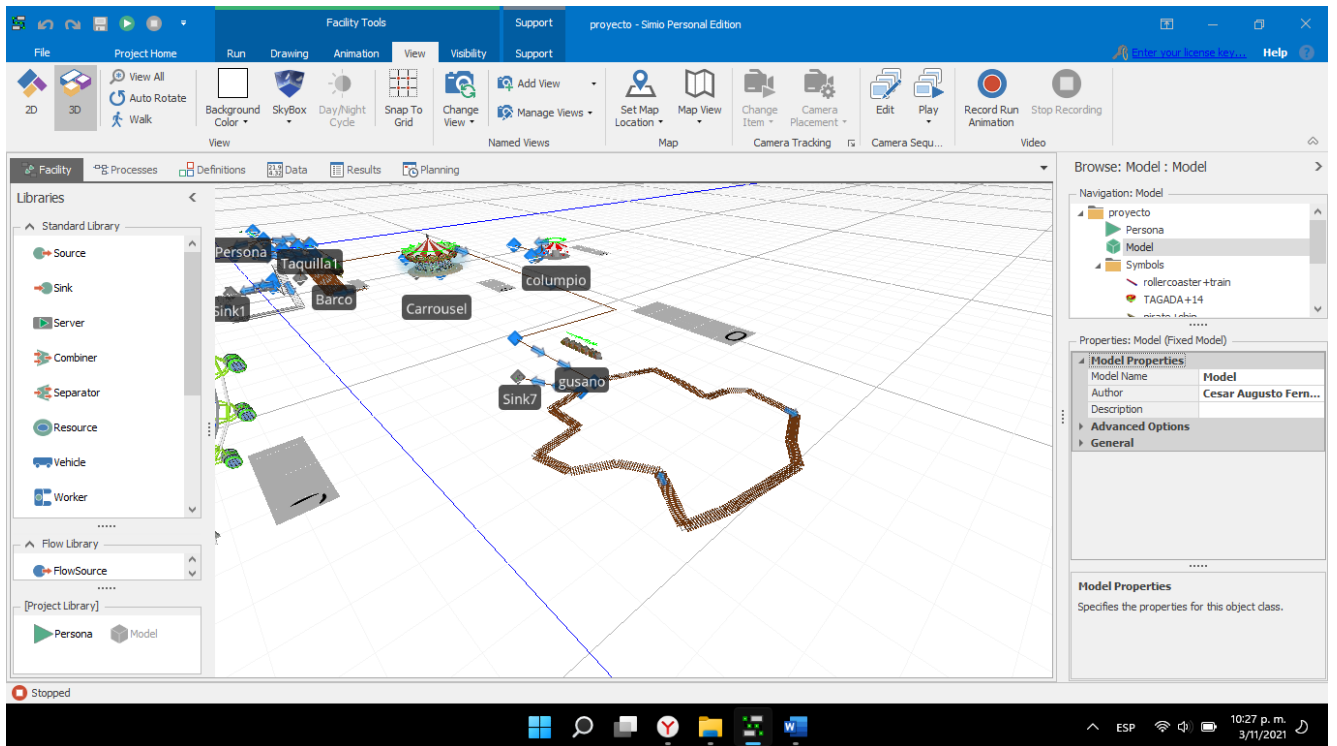 Facility Tools
Support
proyecto - Simio Personal Edition
File
Project Home
Run
Drawing
Animation
View
Visibility
Support
Enter your license key...
Help
2D
3D
View All
Auto Rotate
Walk
Background Color
SkyBox
Day/Night Cycle
Snap To Grid
Change View
Add View
Manage Views
Set Map Location
Map View
Change Item
Camera Placement
Edit
Play
Record Run Animation
Stop Recording
View
Named Views
Map
Camera Tracking
Camera Sequ...
Video
Facility
Processes
Definitions
Data
Results
Planning
Libraries
Standard Library
Source
Sink
Server
Combiner
Separator
Resource
Vehicle
Worker
Flow Library
FlowSource
[Project Library]
Persona
Model
Persona
Taquilla1
Sink1
Barco
Carrousel
columpio
gusano
Sink7
Browse: Model : Model
Navigation: Model
proyecto
Persona
Model
Symbols
rollercoaster+train
TAGADA+14
Properties: Model (Fixed Model)
Model Properties
Model Name Model
Author Cesar Augusto Fern...
Description
Advanced Options
General
Model Properties
Specifies the properties for this object class.
Stopped
ESP
10:27 p. m.
3/11/2021